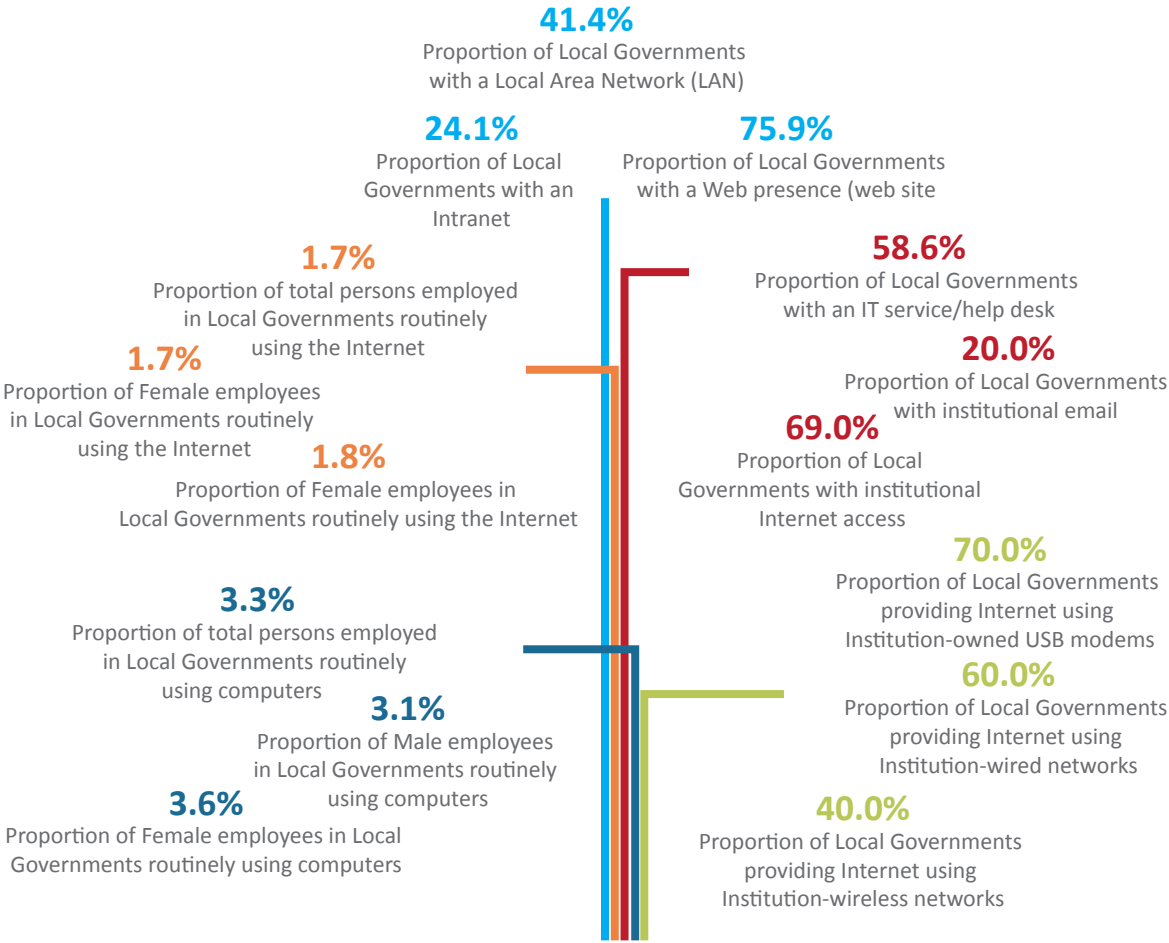 41.4%
Proportion of Local Governments
with a Local Area Network (LAN)
24.1%
Proportion of Local
Governments with an
Intranet
75.9%
Proportion of Local Governments
with a Web presence (web site
1.7%
Proportion of total persons employed
in Local Governments routinely
using the Internet
1.7%
Proportion of Female employees
in Local Governments routinely
using the Internet
1.8%
Proportion of Female employees in
Local Governments routinely using the Internet
58.6%
Proportion of Local Governments
with an IT service/help desk
20.0%
Proportion of Local Governments
with institutional email
69.0%
Proportion of Local
Governments with institutional
Internet access
3.3%
Proportion of total persons employed
in Local Governments routinely
using computers
3.1%
Proportion of Male employees
in Local Governments routinely
using computers
3.6%
Proportion of Female employees in Local
Governments routinely using computers
70.0%
Proportion of Local Governments
providing Internet using
Institution-owned USB modems
60.0%
Proportion of Local Governments
providing Internet using
Institution-wired networks
40.0%
Proportion of Local Governments
providing Internet using
Institution-wireless networks